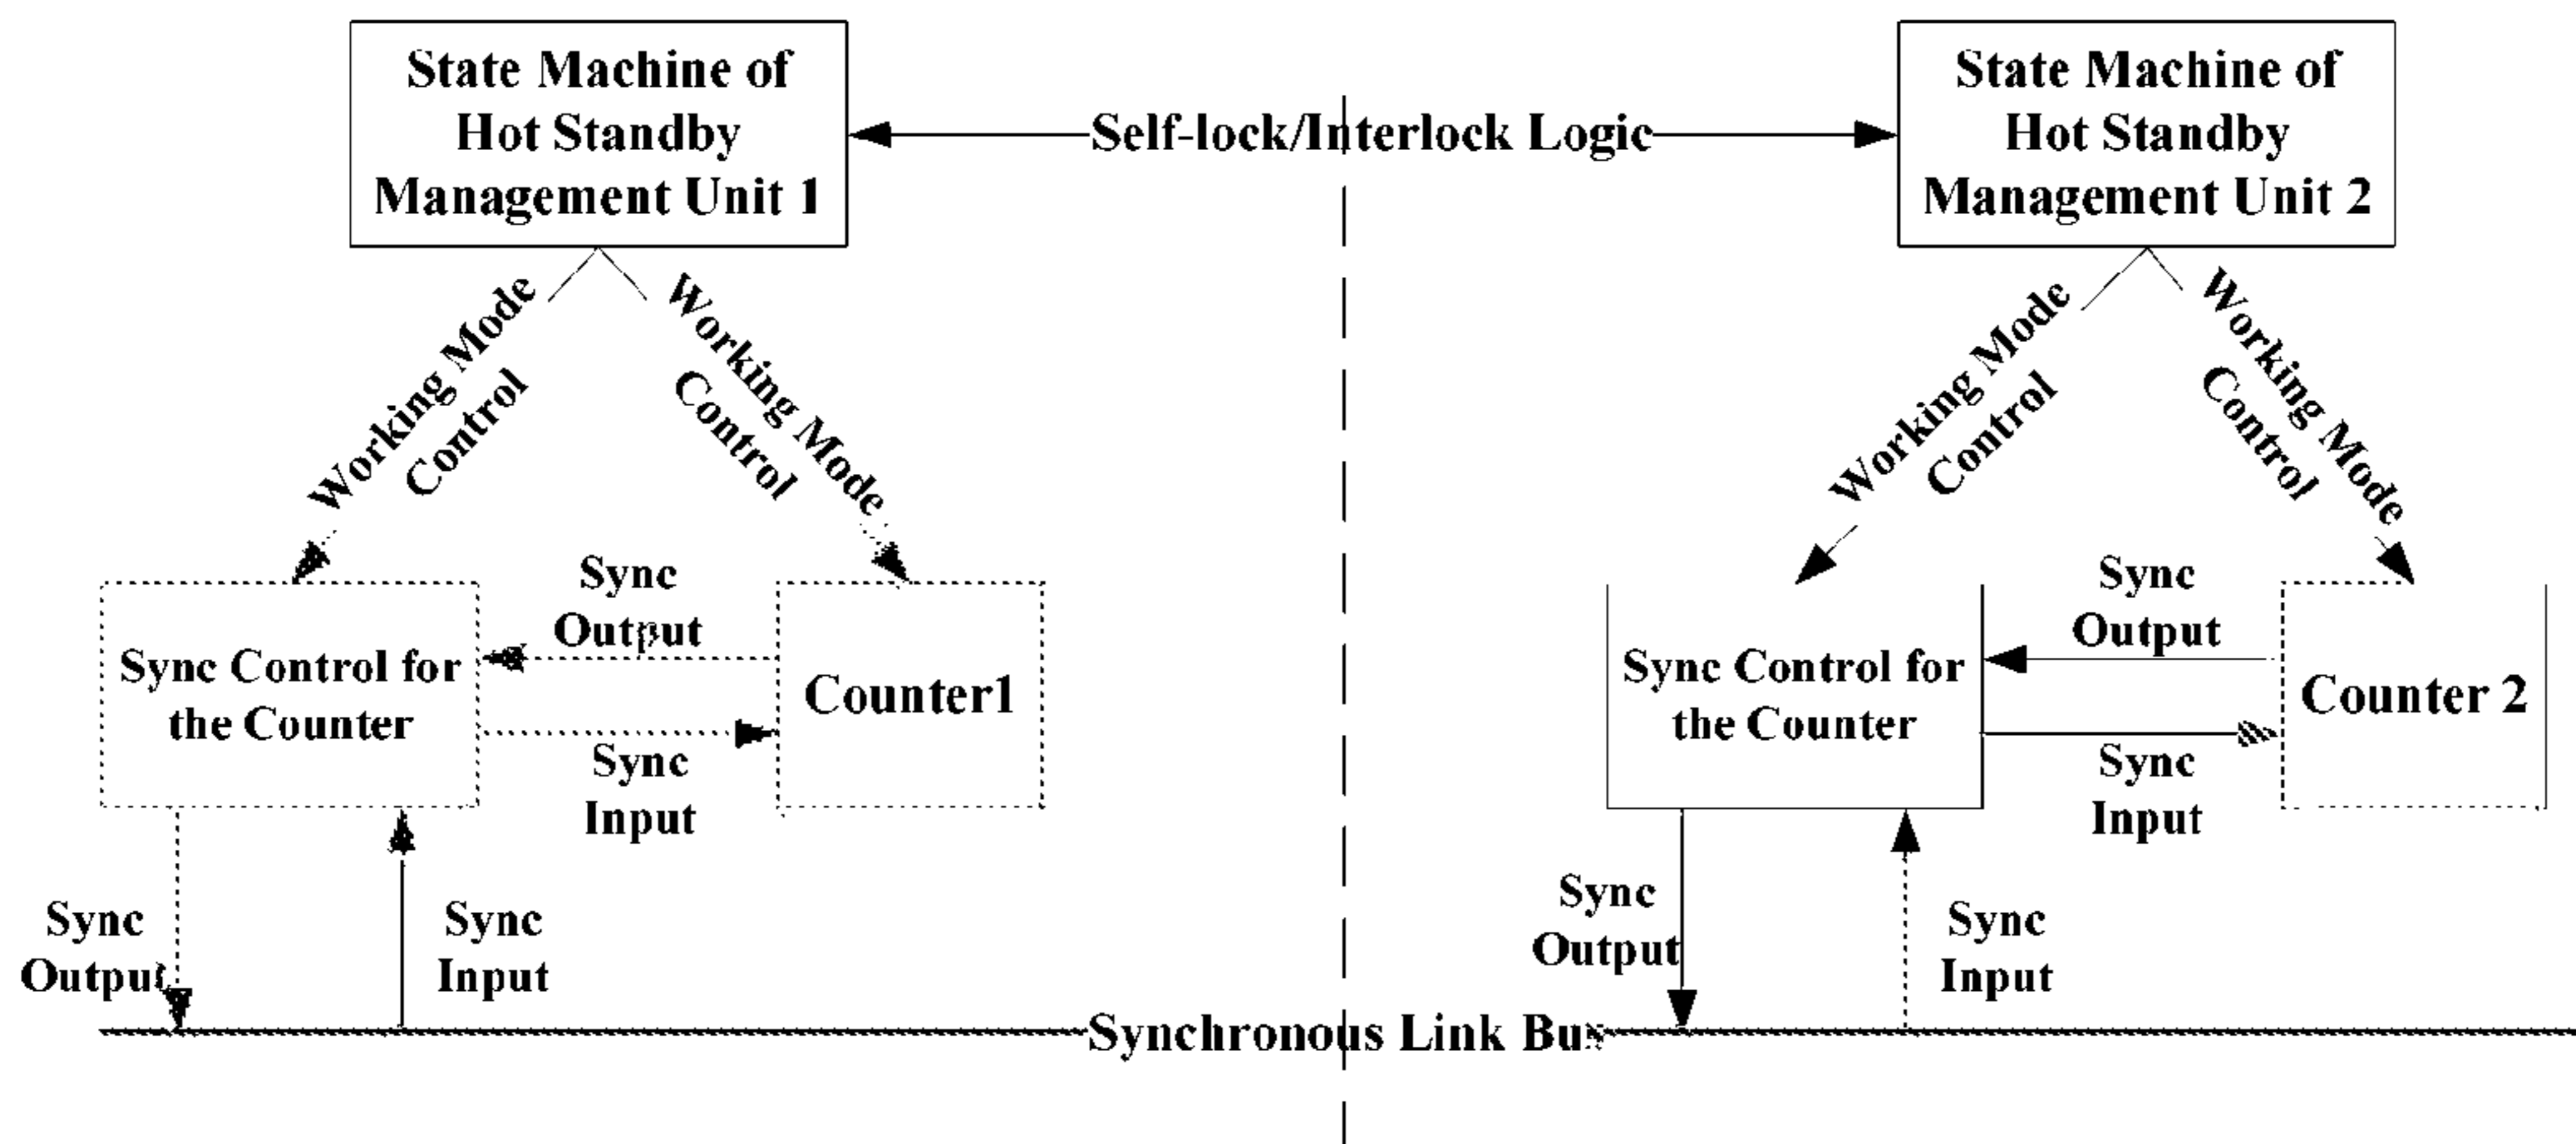 State Machine of
Hot Standby
Management Unit 1
Self-lock/Interlock Logic
State Machine of
Hot Standby
Management Unit 2
Working Mode
Control
Working Mode
Control
Working Mode
Control
Working Mode
Control
Sync Control for
the Counter
Sync
Output
Sync
Input
Counter1
Sync Control for
the Counter
Sync
Output
Sync
Input
Counter 2
Sync
Output
Sync
Input
Sync
Output
Sync
Input
Synchronous Link Bus